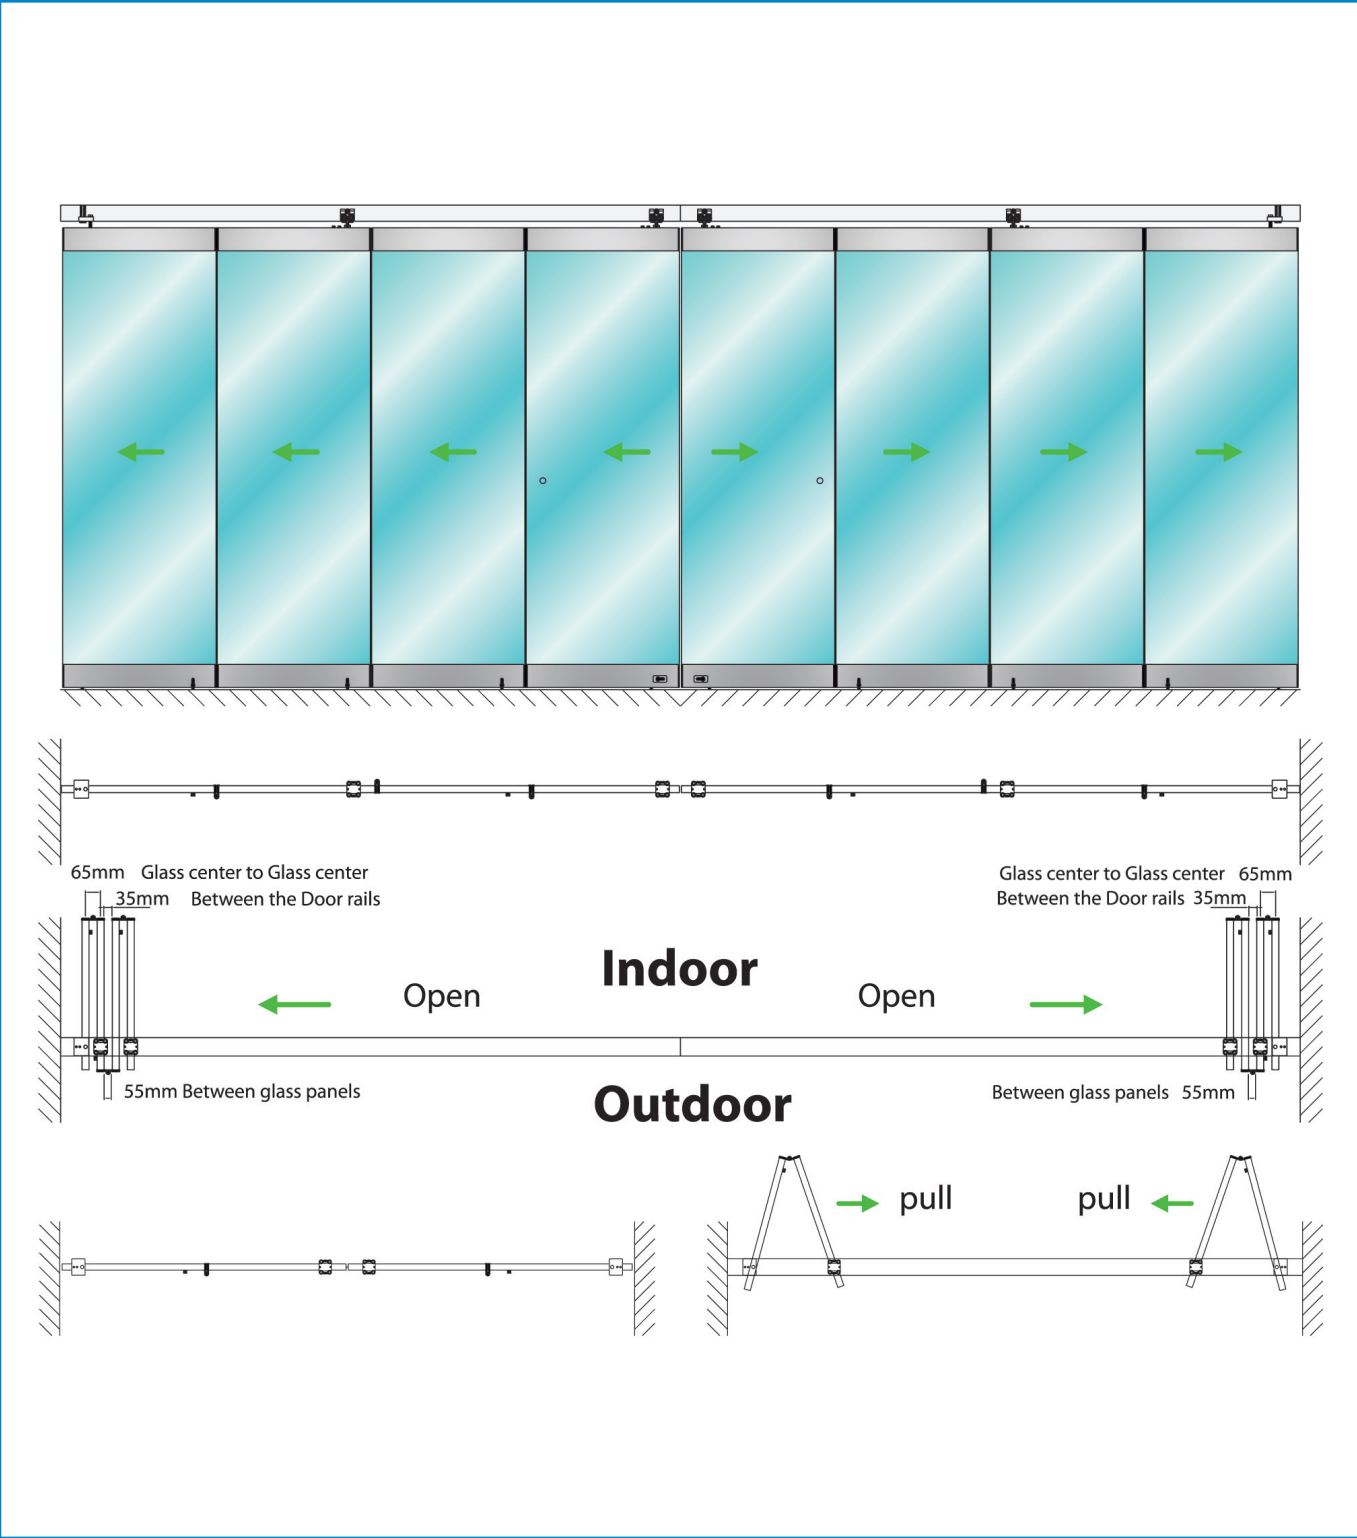 65mm Glass center to Glass center
Glass center to Glass center 65mm
35mm Between the Door rails
Between the Door rails 35mm
Indoor
Open
Open
55mm Between glass panels
Between glass panels 55mm
Outdoor
pull
pull